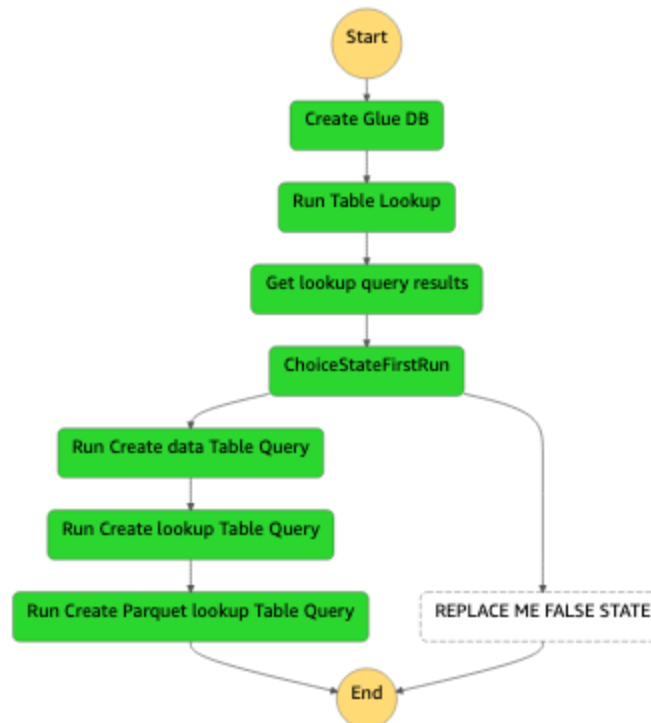 Start
Create Glue DB
Run Table Lookup
Get lookup query results
ChoiceStateFirstRun
Run Create data Table Query
Run Create lookup Table Query
Run Create Parquet lookup Table Query
REPLACE ME FALSE STATE
End